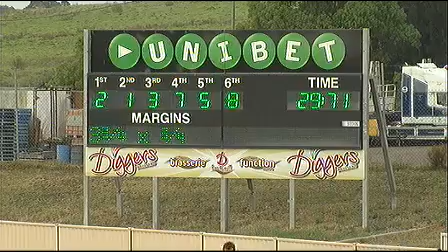 UNIBET
1ST 2ND 3RD 4TH 5TH 6TH TIME
2 1 3 7 5 8 29:71
MARGINS
Diggers brasserie function Diggers